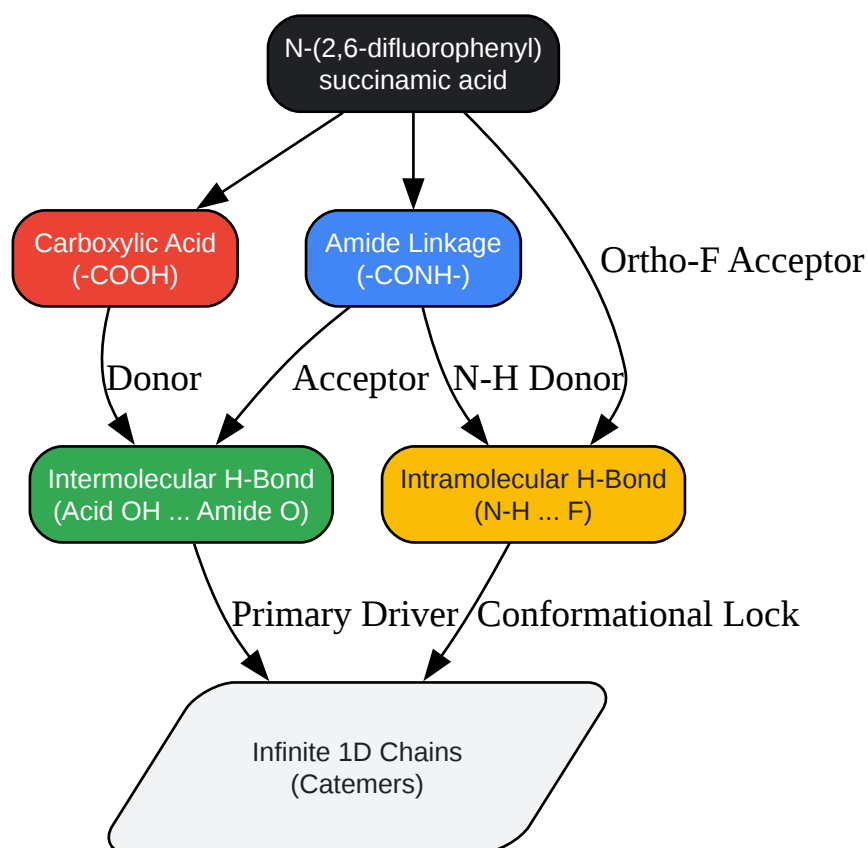 N-(2,6-difluorophenyl)
succinamic acid
Carboxylic Acid
(-COOH)
Amide Linkage
(-CONH-)
Ortho-F Acceptor
Donor
Acceptor
N-H Donor
Intermolecular H-Bond
(Acid OH ... Amide O)
Intramolecular H-Bond
(N-H ... F)
Primary Driver
Conformational Lock
Infinite 1D Chains
(Catemers)